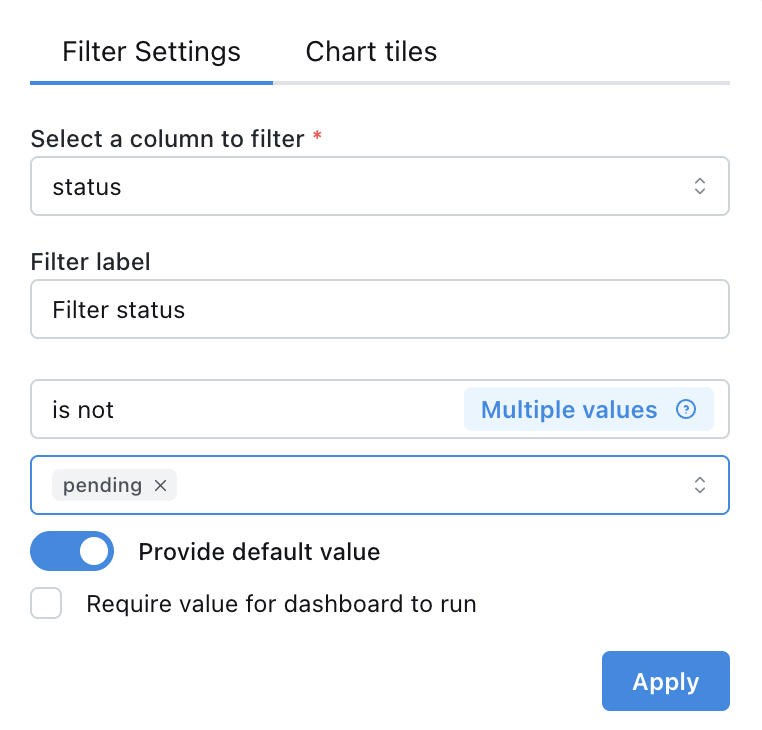 Filter Settings Chart tiles
Select a column to filter *
status
Filter label
Filter status
is not Multiple values ?
pending ×
Provide default value
Require value for dashboard to run
Apply